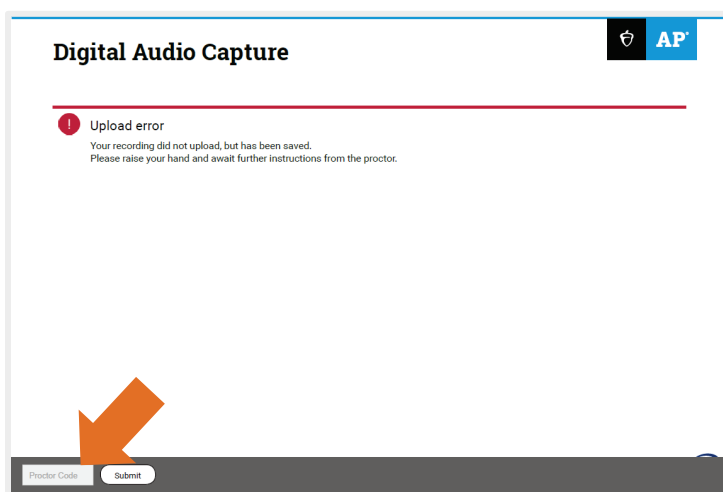 Digital Audio Capture
AP
Upload error
Your recording did not upload, but has been saved.
Please raise your hand and await further instructions from the proctor.
Proctor Code
Submit